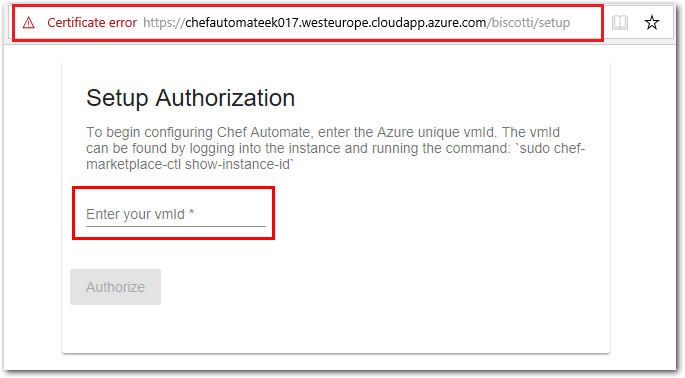 Certificate error https://chefautomateek017.westeurope.cloudapp.azure.com/biscotti/setup
Setup Authorization
To begin configuring Chef Automate, enter the Azure unique vmId. The vmId
can be found by logging into the instance and running the command: `sudo chef-
marketplace-ctl show-instance-id`
Enter your vmId *
Authorize